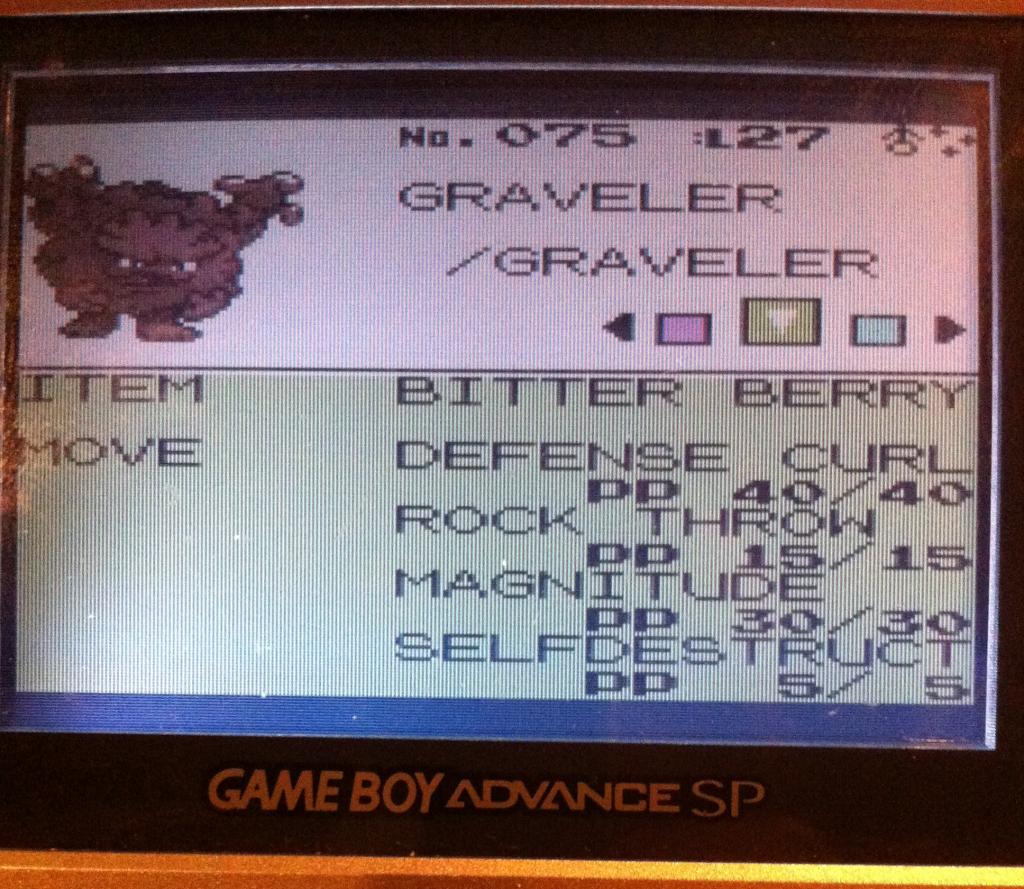 No. 075 :L27 ♂
GRAVELER
/GRAVELER
ITEM BITTER BERRY
MOVE DEFENSE CURL
PP 40/40
ROCK THROW
PP 15/15
MAGNITUDE
PP 30/30
SELFDESTRUCT
PP 5/ 5
GAME BOY ADVANCE SP